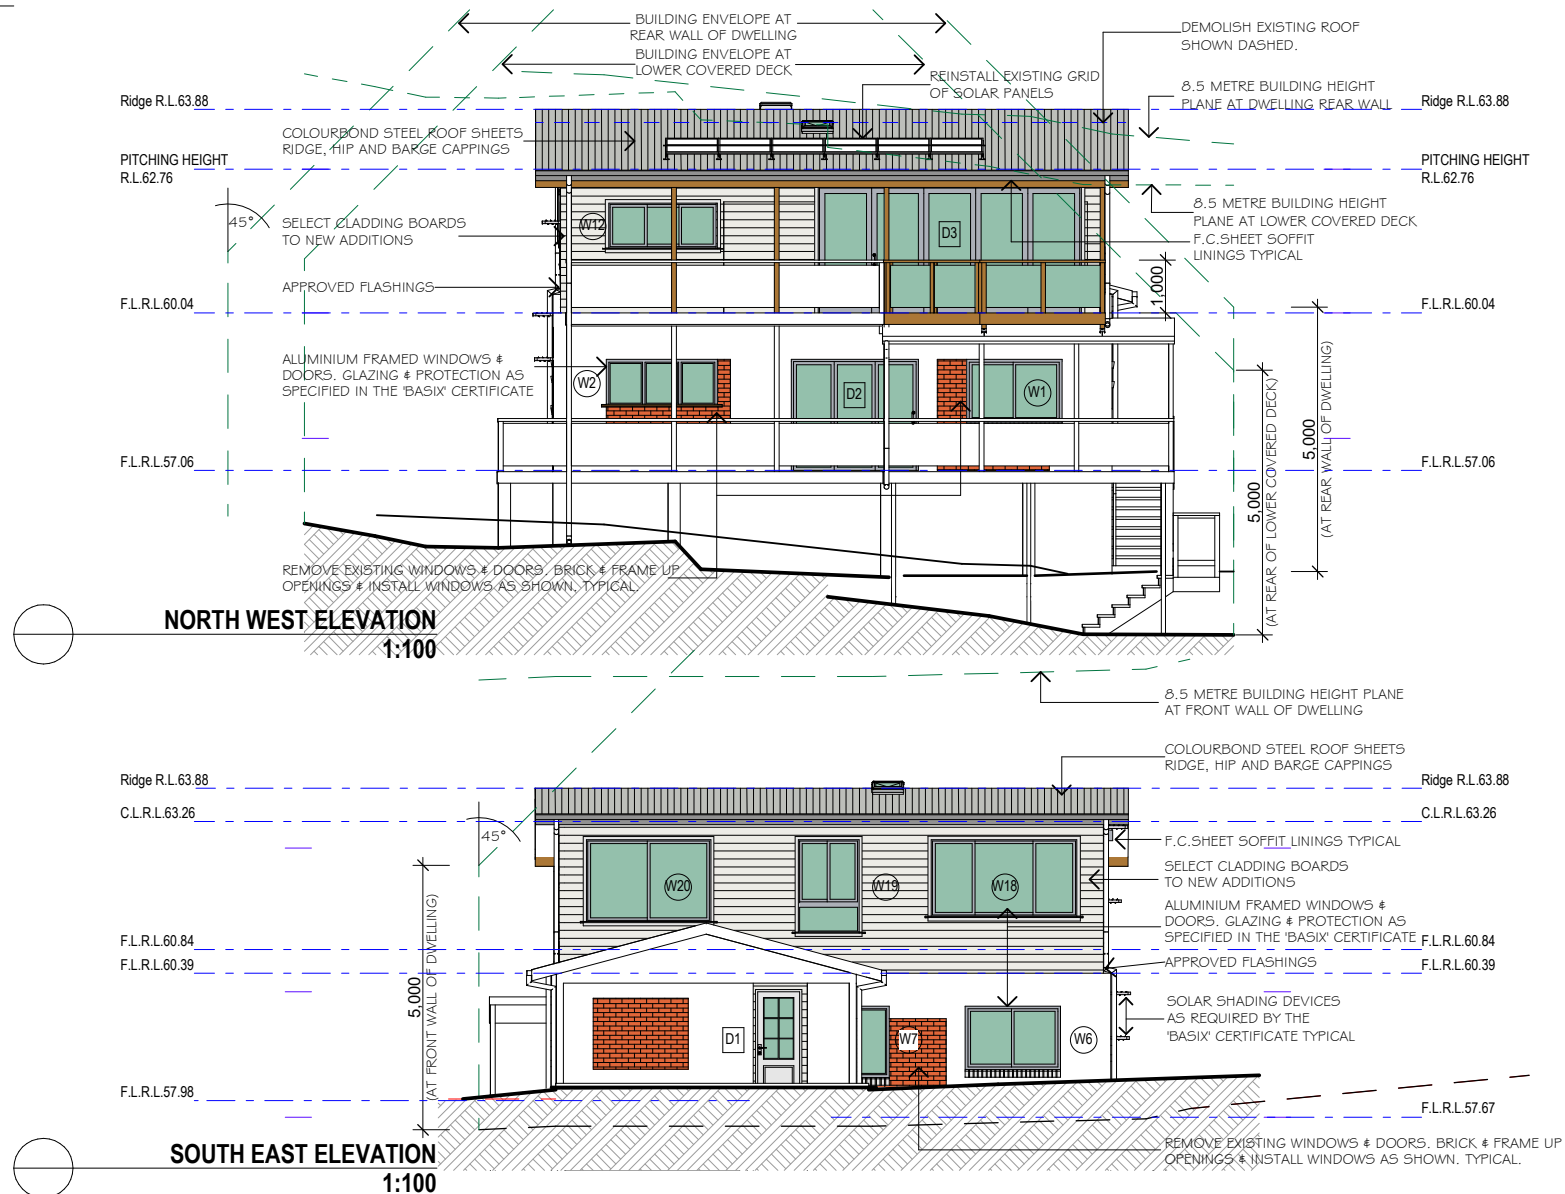 BUILDING ENVELOPE AT
REAR WALL OF DWELLING
BUILDING ENVELOPE AT
LOWER COVERED DECK
DEMOLISH EXISTING ROOF
SHOWN DASHED.
REINSTALL EXISTING GRID
OF SOLAR PANELS
8.5 METRE BUILDING HEIGHT
PLANE AT DWELLING REAR WALL
Ridge R.L.63.88
Ridge R.L.63.88
COLOURBOND STEEL ROOF SHEETS
RIDGE, HIP AND BARGE CAPPINGS
PITCHING HEIGHT
R.L.62.76
PITCHING HEIGHT
R.L.62.76
45°
SELECT CLADDING BOARDS
TO NEW ADDITIONS
W12
D3
8.5 METRE BUILDING HEIGHT
PLANE AT LOWER COVERED DECK
F.C.SHEET SOFFIT
LININGS TYPICAL
APPROVED FLASHINGS
1,000
F.L.R.L.60.04
F.L.R.L.60.04
ALUMINIUM FRAMED WINDOWS &
DOORS. GLAZING & PROTECTION AS
SPECIFIED IN THE 'BASIX' CERTIFICATE
W2
D2
W1
5,000
(AT REAR WALL OF DWELLING)
5,000
(AT REAR OF LOWER COVERED DECK)
F.L.R.L.57.06
F.L.R.L.57.06
REMOVE EXISTING WINDOWS & DOORS. BRICK & FRAME UP
OPENINGS & INSTALL WINDOWS AS SHOWN. TYPICAL.
NORTH WEST ELEVATION
1:100
8.5 METRE BUILDING HEIGHT PLANE
AT FRONT WALL OF DWELLING
COLOURBOND STEEL ROOF SHEETS
RIDGE, HIP AND BARGE CAPPINGS
Ridge R.L.63.88
Ridge R.L.63.88
C.L.R.L.63.26
C.L.R.L.63.26
45°
F.C.SHEET SOFFIT LININGS TYPICAL
SELECT CLADDING BOARDS
TO NEW ADDITIONS
W20
W19
W18
ALUMINIUM FRAMED WINDOWS &
DOORS. GLAZING & PROTECTION AS
SPECIFIED IN THE 'BASIX' CERTIFICATE
F.L.R.L.60.84
F.L.R.L.60.84
F.L.R.L.60.39
APPROVED FLASHINGS
F.L.R.L.60.39
5,000
(AT FRONT WALL OF DWELLING)
SOLAR SHADING DEVICES
AS REQUIRED BY THE
'BASIX' CERTIFICATE TYPICAL
D1
W7
W6
F.L.R.L.57.98
F.L.R.L.57.67
REMOVE EXISTING WINDOWS & DOORS. BRICK & FRAME UP
OPENINGS & INSTALL WINDOWS AS SHOWN. TYPICAL.
SOUTH EAST ELEVATION
1:100